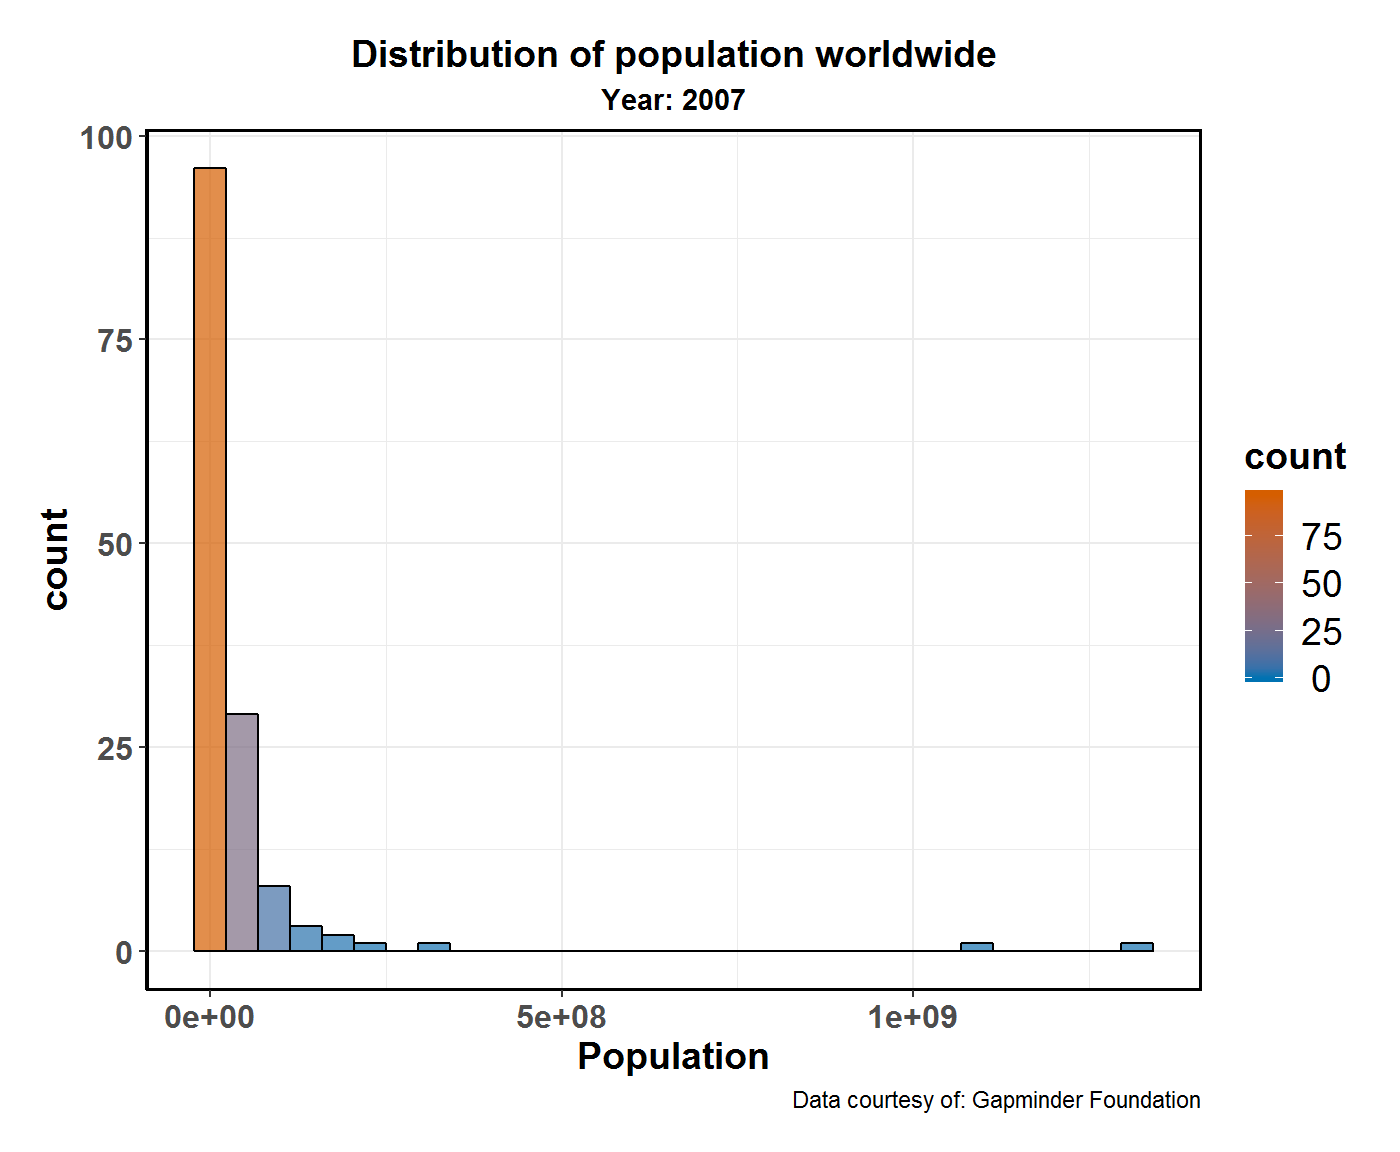 Distribution of population worldwide
Year: 2007
100
75
50
25
0
count
0e+00 5e+08 1e+09
Population
count
75
50
25
0
Data courtesy of: Gapminder Foundation